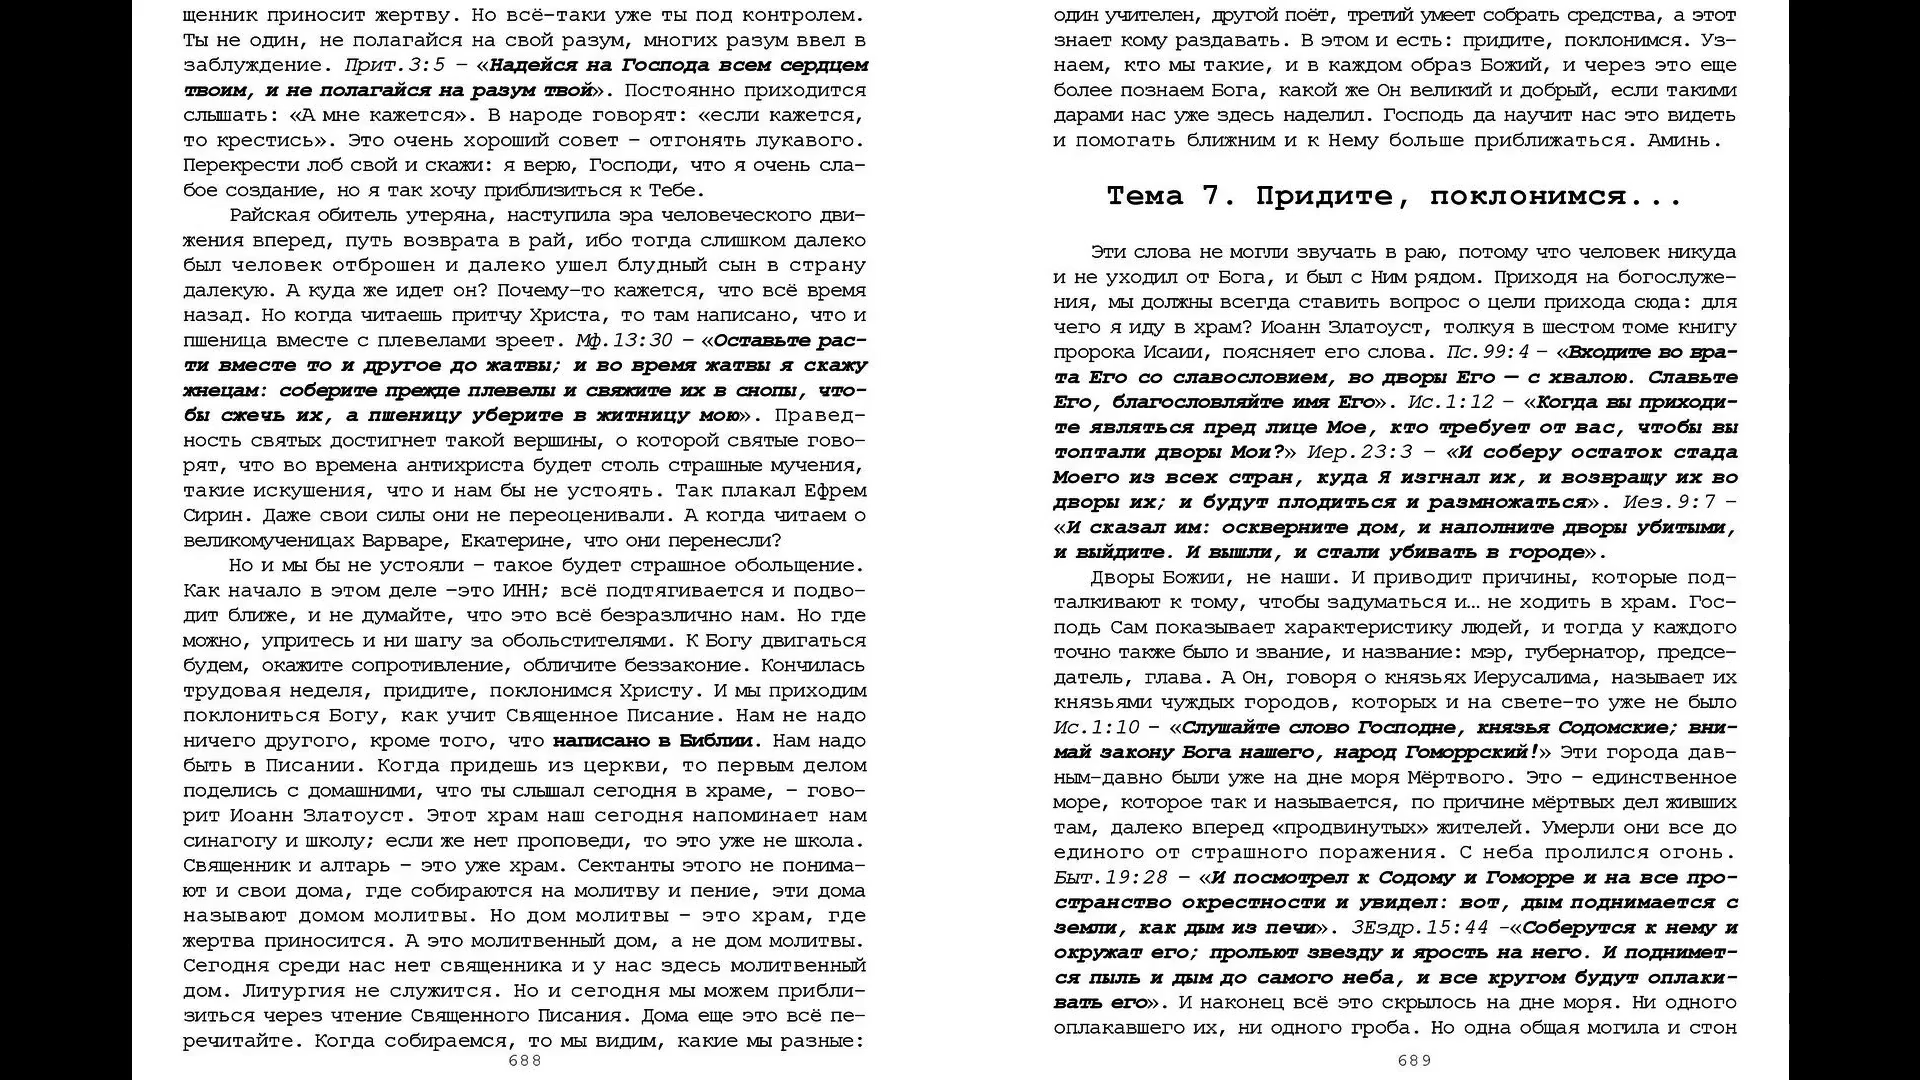 щенник приносит жертву. Но всё-таки уже ты под контролем.
Ты не один, не полагайся на свой разум, многих разум ввел в
заблуждение. Прит.3:5 – «Надейся на Господа всем сердцем
твоим, и не полагайся на разум твой». Постоянно приходится
слышать: «А мне кажется». В народе говорят: «если кажется,
то крестись». Это очень хороший совет – отгонять лукавого.
Перекрести лоб свой и скажи: я верю, Господи, что я очень сла-
бое создание, но я так хочу приблизиться к Тебе.
Райская обитель утеряна, наступила эра человеческого дви-
жения вперед, путь возврата в рай, ибо тогда слишком далеко
был человек отброшен и далеко ушел блудный сын в страну
далекую. А куда же идет он? Почему-то кажется, что всё время
назад. Но когда читаешь притчу Христа, то там написано, что и
пшеница вместе с плевелами зреет. Мф.13:30 – «Оставьте рас-
ти вместе то и другое до жатвы; и во время жатвы я скажу
жнецам: соберите прежде плевелы и свяжите их в снопы, что-
бы сжечь их, а пшеницу уберите в житницу мою». Правед-
ность святых достигнет такой вершины, о которой святые гово-
рят, что во времена антихриста будет столь страшные мучения,
такие искушения, что и нам бы не устоять. Так плакал Ефрем
Сирин. Даже свои силы они не переоценивали. А когда читаем о
великомученицах Варваре, Екатерине, что они перенесли?
Но и мы бы не устояли – такое будет страшное обольщение.
Как начало в этом деле –это ИНН; всё подтягивается и подво-
дит ближе, и не думайте, что это всё безразлично нам. Но где
можно, упритесь и ни шагу за обольстителями. К Богу двигаться
будем, окажите сопротивление, обличите беззаконие. Кончилась
трудовая неделя, придите, поклонимся Христу. И мы приходим
поклониться Богу, как учит Священное Писание. Нам не надо
ничего другого, кроме того, что написано в Библии. Нам надо
быть в Писании. Когда придешь из церкви, то первым делом
поделись с домашними, что ты слышал сегодня в храме, – гово-
рит Иоанн Златоуст. Этот храм наш сегодня напоминает нам
синагогу и школу; если же нет проповеди, то это уже не школа.
Священник и алтарь – это уже храм. Сектанты этого не понима-
ют и свои дома, где собираются на молитву и пение, эти дома
называют домом молитвы. Но дом молитвы – это храм, где
жертва приносится. А это молитвенный дом, а не дом молитвы.
Сегодня среди нас нет священника и у нас здесь молитвенный
дом. Литургия не служится. Но и сегодня мы можем прибли-
зиться через чтение Священного Писания. Дома еще это всё пе-
речитайте. Когда собираемся, то мы видим, какие мы разные:
688
один учителен, другой поёт, третий умеет собрать средства, а этот
знает кому раздавать. В этом и есть: придите, поклонимся. Уз-
наем, кто мы такие, и в каждом образ Божий, и через это еще
более познаем Бога, какой же Он великий и добрый, если такими
дарами нас уже здесь наделил. Господь да научит нас это видеть
и помогать ближним и к Нему больше приближаться. Аминь.
Тема 7. Придите, поклонимся...
Эти слова не могли звучать в раю, потому что человек никуда
и не уходил от Бога, и был с Ним рядом. Приходя на богослуже-
ния, мы должны всегда ставить вопрос о цели прихода сюда: для
чего я иду в храм? Иоанн Златоуст, толкуя в шестом томе книгу
пророка Исаии, поясняет его слова. Пс.99:4 – «Входите во вра-
та Его со славословием, во дворы Его — с хвалою. Славьте
Его, благословляйте имя Его». Ис.1:12 – «Когда вы приходи-
те являться пред лице Мое, кто требует от вас, чтобы вы
топтали дворы Мои?» Иер.23:3 – «И соберу остаток стада
Моего из всех стран, куда Я изгнал их, и возвращу их во
дворы их; и будут плодиться и размножаться». Иез.9:7 –
«И сказал им: оскверните дом, и наполните дворы убитыми,
и выйдите. И вышли, и стали убивать в городе».
Дворы Божии, не наши. И приводит причины, которые под-
талкивают к тому, чтобы задуматься и… не ходить в храм. Гос-
подь Сам показывает характеристику людей, и тогда у каждого
точно также было и звание, и название: мэр, губернатор, предсе-
датель, глава. А Он, говоря о князьях Иерусалима, называет их
князьями чуждых городов, которых и на свете-то уже не было
Ис.1:10 – «Слушайте слово Господне, князья Содомские; вни-
май закону Бога нашего, народ Гоморрский!» Эти города дав-
ным-давно были уже на дне моря Мёртвого. Это – единственное
море, которое так и называется, по причине мёртвых дел живших
там, далеко вперед «продвинутых» жителей. Умерли они все до
единого от страшного поражения. С неба пролился огонь.
Быт.19:28 – «И посмотрел к Содому и Гоморре и на все про-
странство окрестности и увидел: вот, дым поднимается с
земли, как дым из печи». 3Ездр.15:44 -«Соберутся к нему и
окружат его; прольют звезду и ярость на него. И поднимет-
ся пыль и дым до самого неба, и все кругом будут оплаки-
вать его». И наконец всё это скрылось на дне моря. Ни одного
оплакавшего их, ни одного гроба. Но одна общая могила и стон
689